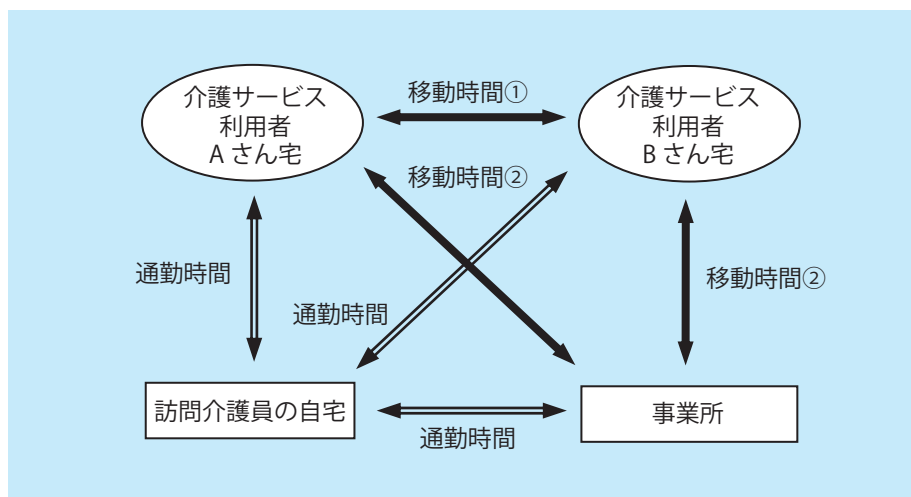 介護サービス
利用者
Aさん宅
移動時間①
介護サービス
利用者
Bさん宅
移動時間②
通勤時間
通勤時間
移動時間②
訪問介護員の自宅
通勤時間
事業所